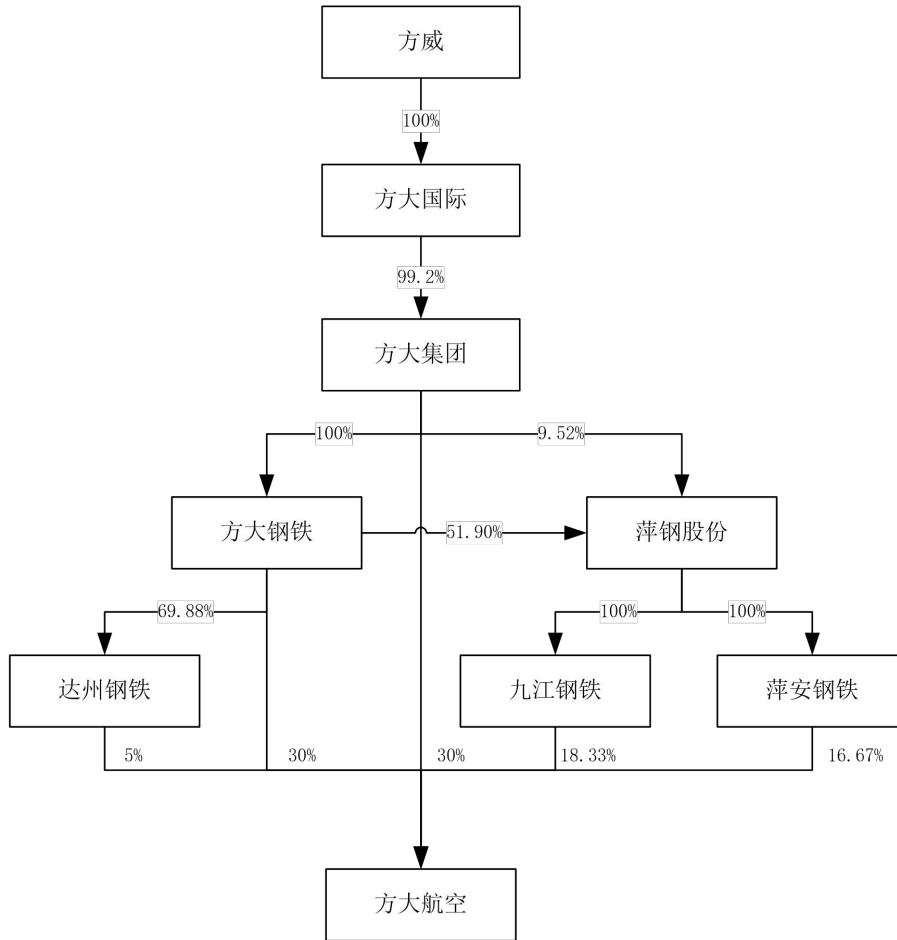 方威
100%
方大国际
99.2%
方大集团
100%
9.52%
方大钢铁
51.90%
萍钢股份
69.88%
100%
100%
达州钢铁
九江钢铁
萍安钢铁
5%
30%
30%
18.33%
16.67%
方大航空